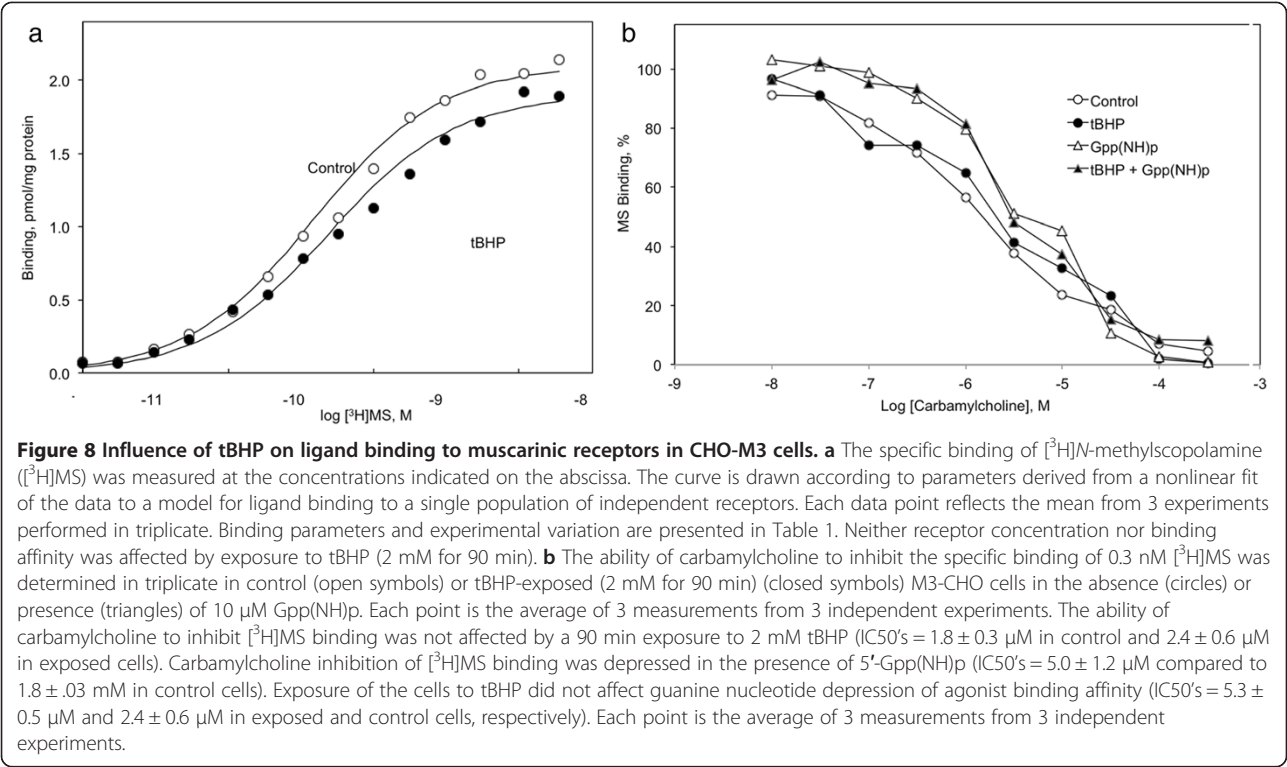 a
2.0
1.5
1.0
0.5
0.0
Binding, pmol/mg protein
Control
tBHP
-11
-10
-9
-8
log [³H]MS, M
b
100
80
60
40
20
0
MS Binding, %
Control
tBHP
Gpp(NH)p
tBHP + Gpp(NH)p
-9
-8
-7
-6
-5
-4
-3
Log [Carbamylcholine], M
Figure 8 Influence of tBHP on ligand binding to muscarinic receptors in CHO-M3 cells. a The specific binding of [³H]N-methylscopolamine
([³H]MS) was measured at the concentrations indicated on the abscissa. The curve is drawn according to parameters derived from a nonlinear fit
of the data to a model for ligand binding to a single population of independent receptors. Each data point reflects the mean from 3 experiments
performed in triplicate. Binding parameters and experimental variation are presented in Table 1. Neither receptor concentration nor binding
affinity was affected by exposure to tBHP (2 mM for 90 min). b The ability of carbamylcholine to inhibit the specific binding of 0.3 nM [³H]MS was
determined in triplicate in control (open symbols) or tBHP-exposed (2 mM for 90 min) (closed symbols) M3-CHO cells in the absence (circles) or
presence (triangles) of 10 μM Gpp(NH)p. Each point is the average of 3 measurements from 3 independent experiments. The ability of
carbamylcholine to inhibit [³H]MS binding was not affected by a 90 min exposure to 2 mM tBHP (IC50's = 1.8 ± 0.3 μM in control and 2.4 ± 0.6 μM
in exposed cells). Carbamylcholine inhibition of [³H]MS binding was depressed in the presence of 5′-Gpp(NH)p (IC50's = 5.0 ± 1.2 μM compared to
1.8 ± .03 mM in control cells). Exposure of the cells to tBHP did not affect guanine nucleotide depression of agonist binding affinity (IC50's = 5.3 ±
0.5 μM and 2.4 ± 0.6 μM in exposed and control cells, respectively). Each point is the average of 3 measurements from 3 independent
experiments.